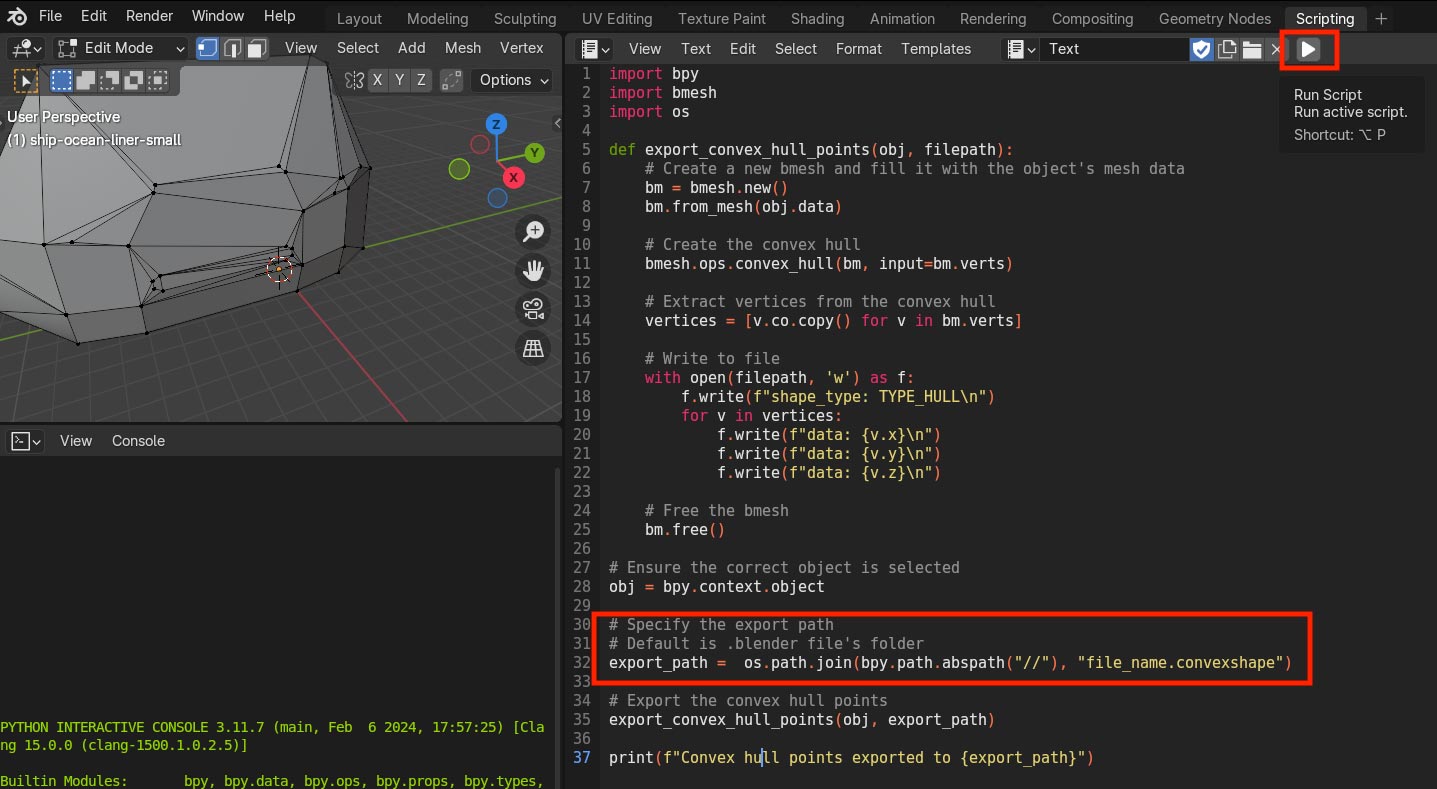 File Edit Render Window Help Layout Modeling Sculpting UV Editing Texture Paint Shading Animation Rendering Compositing Geometry Nodes Scripting +
Edit Mode View Select Add Mesh Vertex
X Y Z Options
User Perspective
(1) ship-ocean-liner-small
Z
Y
X
View Console
PYTHON INTERACTIVE CONSOLE 3.11.7 (main, Feb  6 2024, 17:57:25) [Cla
ng 15.0.0 (clang-1500.1.0.2.5)]
Builtin Modules:       bpy, bpy.data, bpy.ops, bpy.props, bpy.types,
View Text Edit Select Format Templates Text
Run Script
Run active script.
Shortcut: ⌥ P
1 import bpy
2 import bmesh
3 import os
4
5 def export_convex_hull_points(obj, filepath):
6     # Create a new bmesh and fill it with the object's mesh data
7     bm = bmesh.new()
8     bm.from_mesh(obj.data)
9
10     # Create the convex hull
11     bmesh.ops.convex_hull(bm, input=bm.verts)
12
13     # Extract vertices from the convex hull
14     vertices = [v.co.copy() for v in bm.verts]
15
16     # Write to file
17     with open(filepath, 'w') as f:
18         f.write(f"shape_type: TYPE_HULL\n")
19         for v in vertices:
20             f.write(f"data: {v.x}\n")
21             f.write(f"data: {v.y}\n")
22             f.write(f"data: {v.z}\n")
23
24     # Free the bmesh
25     bm.free()
26
27 # Ensure the correct object is selected
28 obj = bpy.context.object
29
30 # Specify the export path
31 # Default is .blender file's folder
32 export_path =  os.path.join(bpy.path.abspath("//"), "file_name.convexshape")
33
34 # Export the convex hull points
35 export_convex_hull_points(obj, export_path)
36
37 print(f"Convex hull points exported to {export_path}")